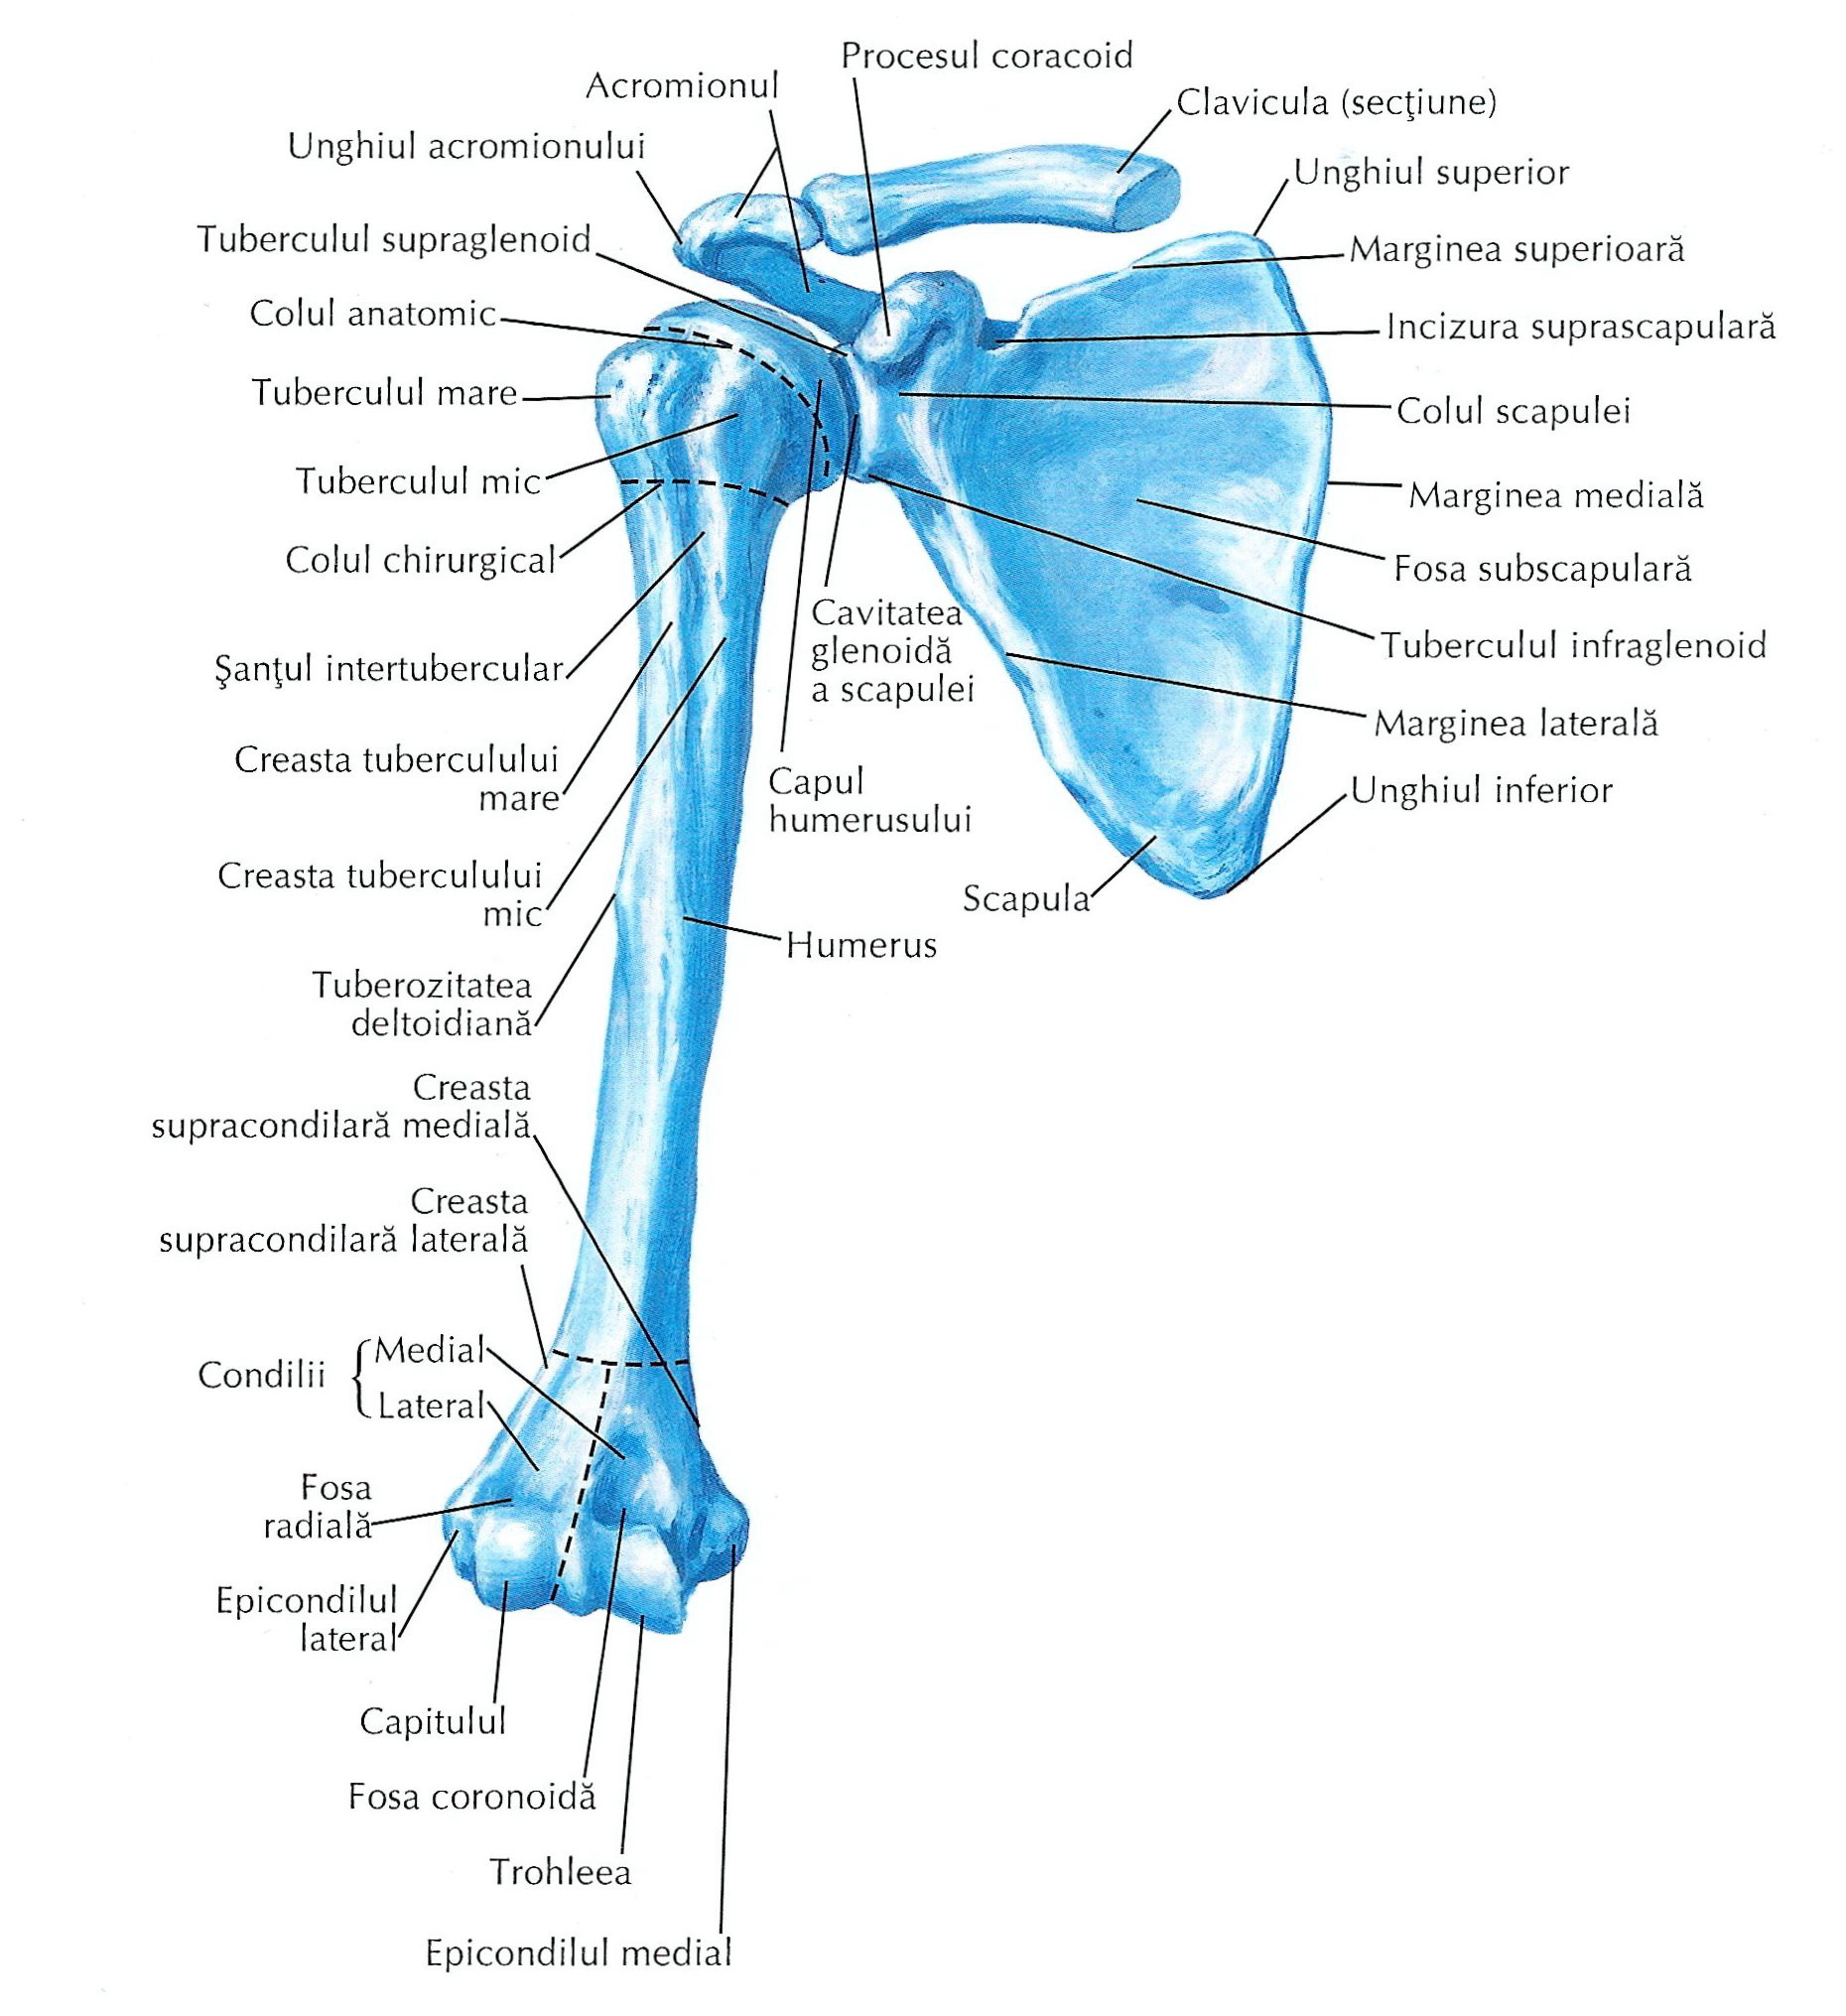 Procesul coracoid
Acromionul
Clavicula (secţiune)
Unghiul acromionului
Unghiul superior
Tuberculul supraglenoid
Marginea superioară
Colul anatomic
Incizura suprascapulară
Tuberculul mare
Colul scapulei
Tuberculul mic
Marginea medială
Colul chirurgical
Fosa subscapulară
Cavitatea
glenoidă
a scapulei
Tuberculul infraglenoid
Şanţul intertubercular
Marginea laterală
Creasta tuberculului
mare
Capul
humerusului
Unghiul inferior
Creasta tuberculului
mic
Scapula
Humerus
Tuberozitatea
deltoidiană
Creasta
supracondilară medială
Creasta
supracondilară laterală
Condilii
Medial
Lateral
Fosa
radială
Epicondilul
lateral
Capitulul
Fosa coronoidă
Trohleea
Epicondilul medial